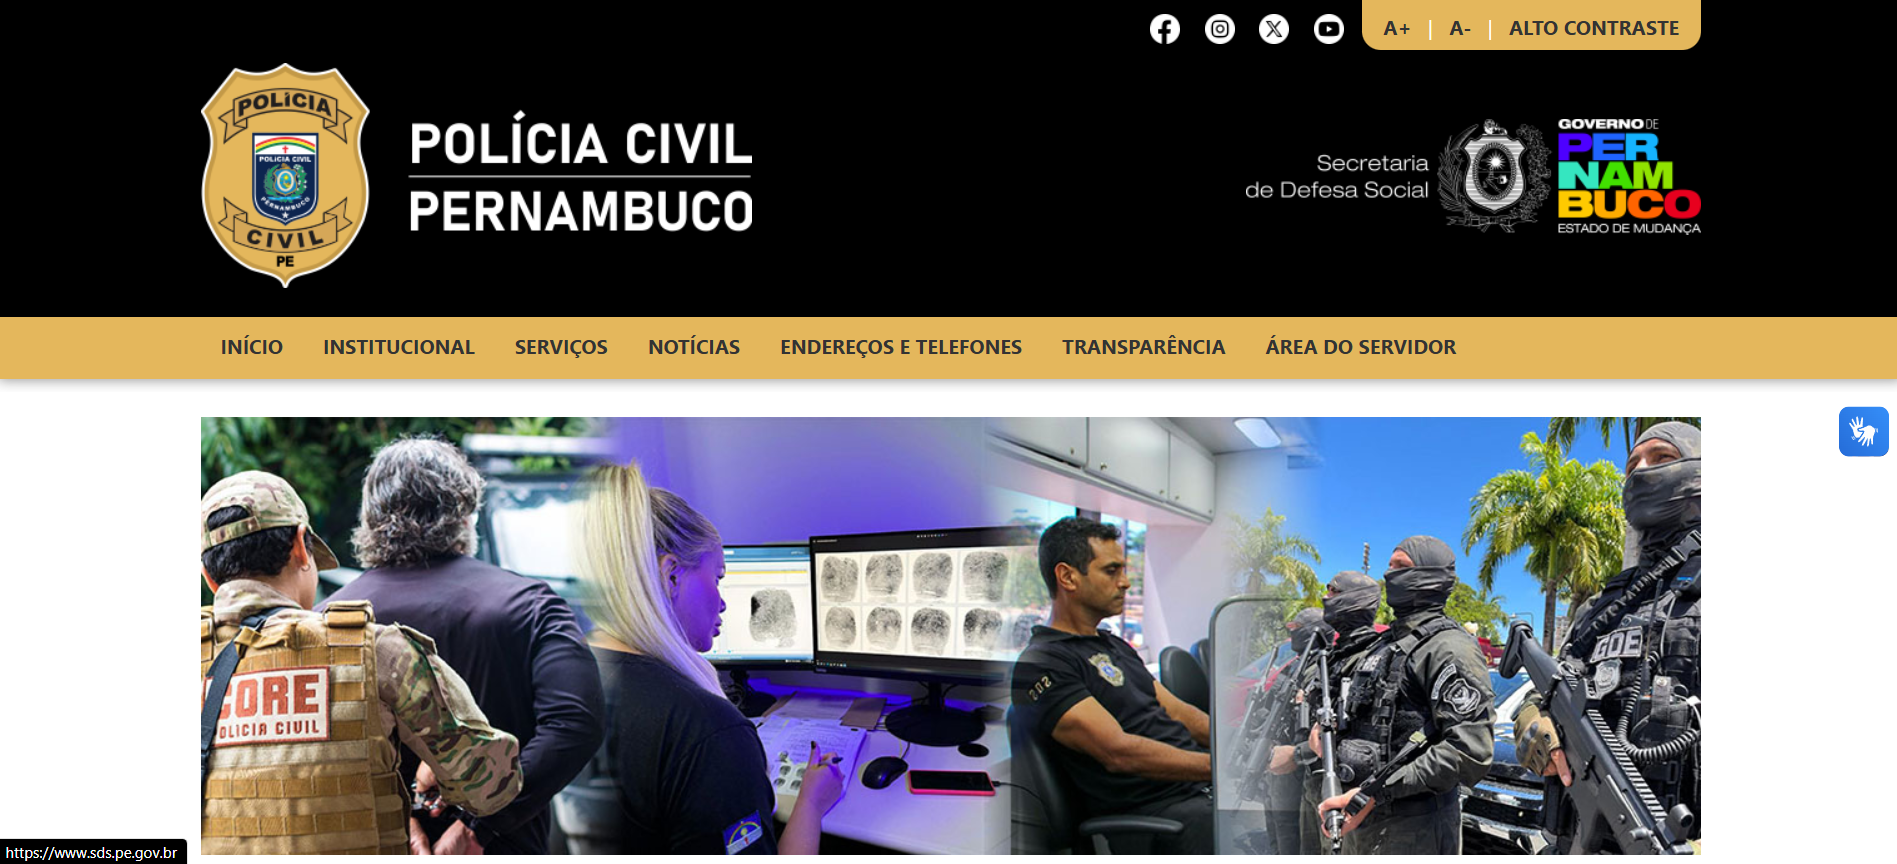 A+ | A- | ALTO CONTRASTE
POLÍCIA
POLÍCIA CIVIL
PERNAMBUCO
CIVIL
PE
POLÍCIA CIVIL
PERNAMBUCO
Secretaria
de Defesa Social
GOVERNO DE
PER
NAM
BUCO
ESTADO DE MUDANÇA
INÍCIO INSTITUCIONAL SERVIÇOS NOTÍCIAS ENDEREÇOS E TELEFONES TRANSPARÊNCIA ÁREA DO SERVIDOR
CORE
POLICIA CIVIL
https://www.sds.pe.gov.br